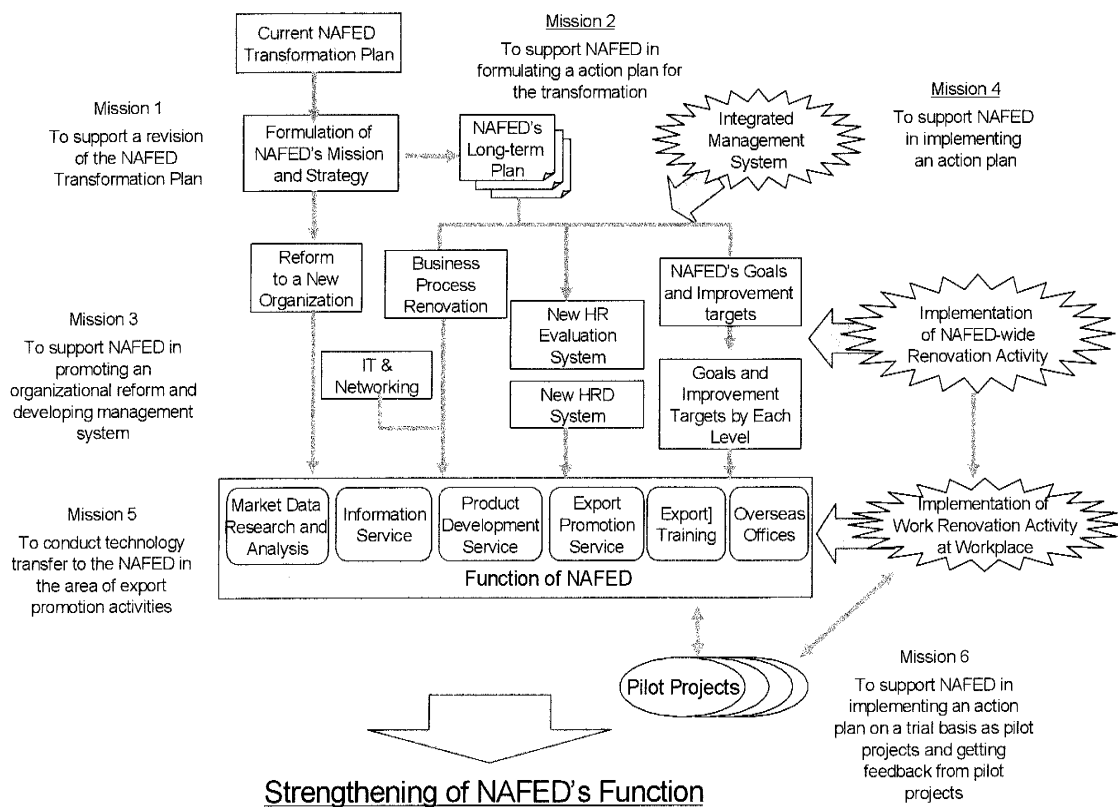 Current NAFED
Transformation Plan
Mission 2
To support NAFED in
formulating a action plan for
the transformation
Mission 1
To support a revision
of the NAFED
Transformation Plan
Formulation of
NAFED's Mission
and Strategy
NAFED's
Long-term
Plan
Integrated
Management
System
Mission 4
To support NAFED
in implementing
an action plan
Reform
to a New
Organization
Business
Process
Renovation
New HR
Evaluation
System
NAFED's Goals
and Improvement
targets
Implementation
of NAFED-wide
Renovation Activity
Mission 3
To support NAFED in
promoting an
organizational reform and
developing management
system
IT &
Networking
New HRD
System
Goals and
Improvement
Targets by Each
Level
Mission 5
To conduct technology
transfer to the NAFED in
the area of export
promotion activities
Market Data
Research and
Analysis
Information
Service
Product
Development
Service
Export
Promotion
Service
Export]
Training
Overseas
Offices
Function of NAFED
Implementation of
Work Renovation Activity
at Workplace
Pilot Projects
Mission 6
To support NAFED in
implementing an action
plan on a trial basis as pilot
projects and getting
feedback from pilot
projects
Strengthening of NAFED's Function